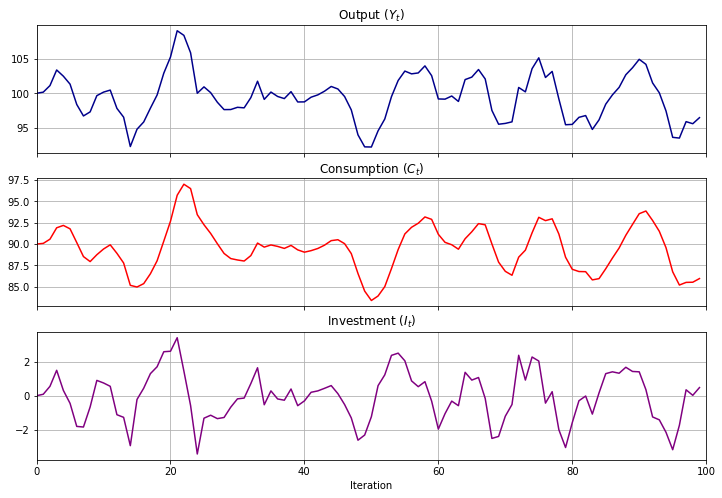 Output (Y_t)
105
100
95
Consumption (C_t)
97.5
95.0
92.5
90.0
87.5
85.0
Investment (I_t)
2
0
−2
0 20 40 60 80 100
Iteration